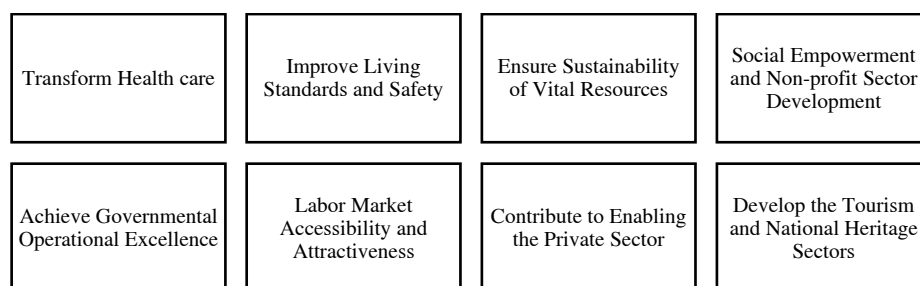 Transform Health care
Improve Living
Standards and Safety
Ensure Sustainability
of Vital Resources
Social Empowerment
and Non-profit Sector
Development
Achieve Governmental
Operational Excellence
Labor Market
Accessibility and
Attractiveness
Contribute to Enabling
the Private Sector
Develop the Tourism
and National Heritage
Sectors